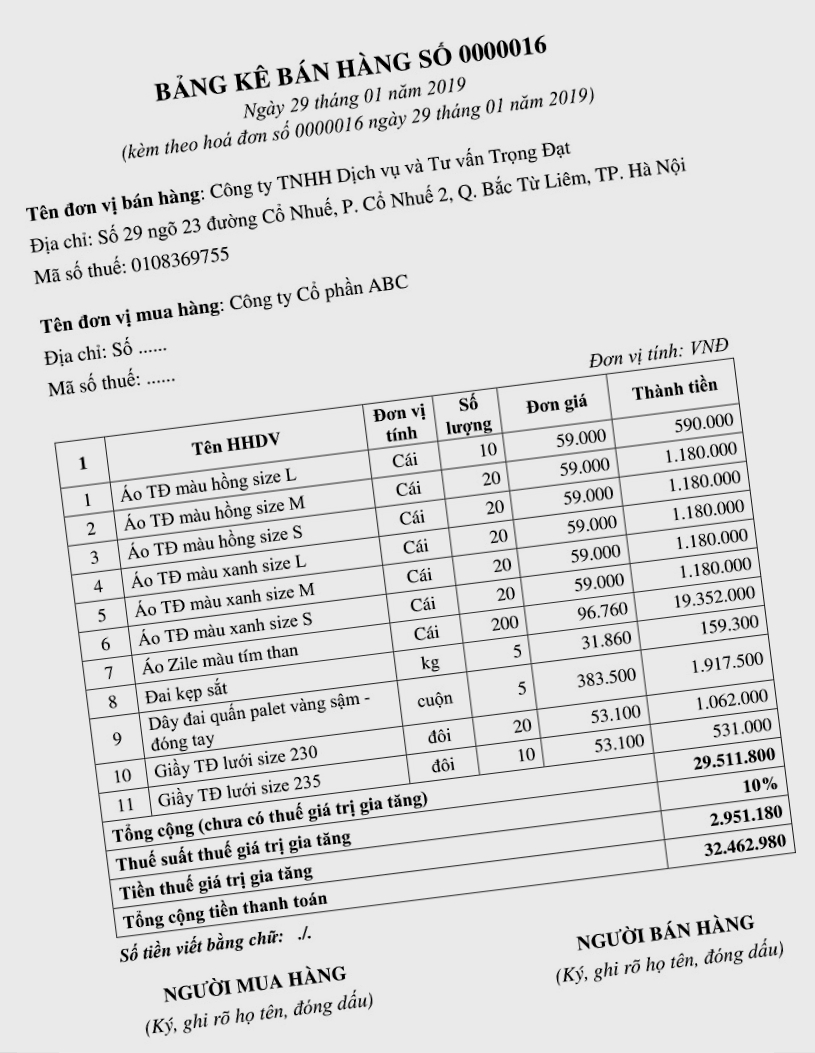 BẢNG KÊ BÁN HÀNG SỐ 0000016
Ngày 29 tháng 01 năm 2019
(kèm theo hoá đơn số 0000016 ngày 29 tháng 01 năm 2019)
Tên đơn vị bán hàng: Công ty TNHH Dịch vụ và Tư vấn Trọng Đạt
Địa chỉ: Số 29 ngõ 23 đường Cổ Nhuế, P. Cổ Nhuế 2, Q. Bắc Từ Liêm, TP. Hà Nội
Mã số thuế: 0108369755
Tên đơn vị mua hàng: Công ty Cổ phần ABC
Địa chỉ: Số ......
Mã số thuế: ......
Đơn vị tính: VNĐ
1 Tên HHDV Đơn vị tính Số lượng Đơn giá Thành tiền
1 Áo TĐ màu hồng size L Cái 10 59.000 590.000
2 Áo TĐ màu hồng size M Cái 20 59.000 1.180.000
3 Áo TĐ màu hồng size S Cái 20 59.000 1.180.000
4 Áo TĐ màu xanh size L Cái 20 59.000 1.180.000
5 Áo TĐ màu xanh size M Cái 20 59.000 1.180.000
6 Áo TĐ màu xanh size S Cái 20 59.000 1.180.000
7 Áo Zile màu tím than Cái 200 96.760 19.352.000
8 Đai kẹp sắt kg 5 31.860 159.300
9 Dây đai quấn palet vàng sậm - cuộn 5 383.500 1.917.500
đóng tay
10 Giầy TĐ lưới size 230 đôi 20 53.100 1.062.000
11 Giầy TĐ lưới size 235 đôi 10 53.100 531.000
Tổng cộng (chưa có thuế giá trị gia tăng) 29.511.800
Thuế suất thuế giá trị gia tăng 10%
Tiền thuế giá trị gia tăng 2.951.180
Tổng cộng tiền thanh toán 32.462.980
Số tiền viết bằng chữ: ./.
NGƯỜI MUA HÀNG NGƯỜI BÁN HÀNG
(Ký, ghi rõ họ tên, đóng dấu) (Ký, ghi rõ họ tên, đóng dấu)